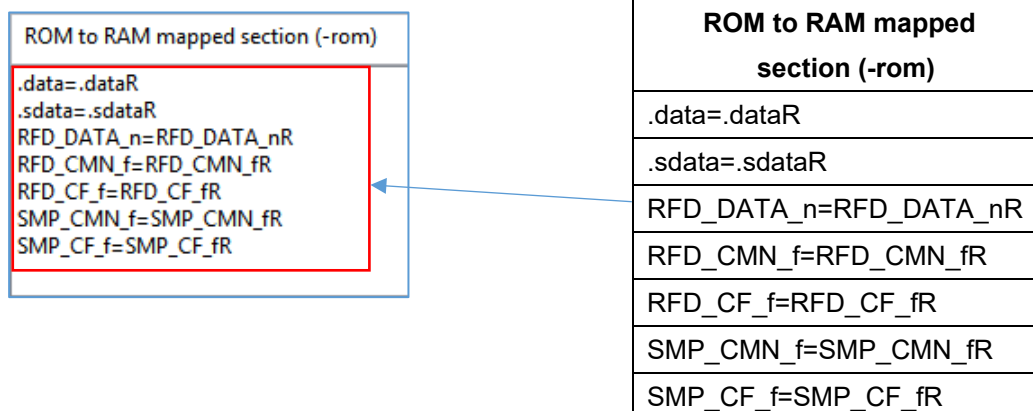 ROM to RAM mapped section (-rom)
.data=.dataR
.sdata=.sdataR
RFD_DATA_n=RFD_DATA_nR
RFD_CMN_f=RFD_CMN_fR
RFD_CF_f=RFD_CF_fR
SMP_CMN_f=SMP_CMN_fR
SMP_CF_f=SMP_CF_fR
ROM to RAM mapped
section (-rom)
.data=.dataR
.sdata=.sdataR
RFD_DATA_n=RFD_DATA_nR
RFD_CMN_f=RFD_CMN_fR
RFD_CF_f=RFD_CF_fR
SMP_CMN_f=SMP_CMN_fR
SMP_CF_f=SMP_CF_fR